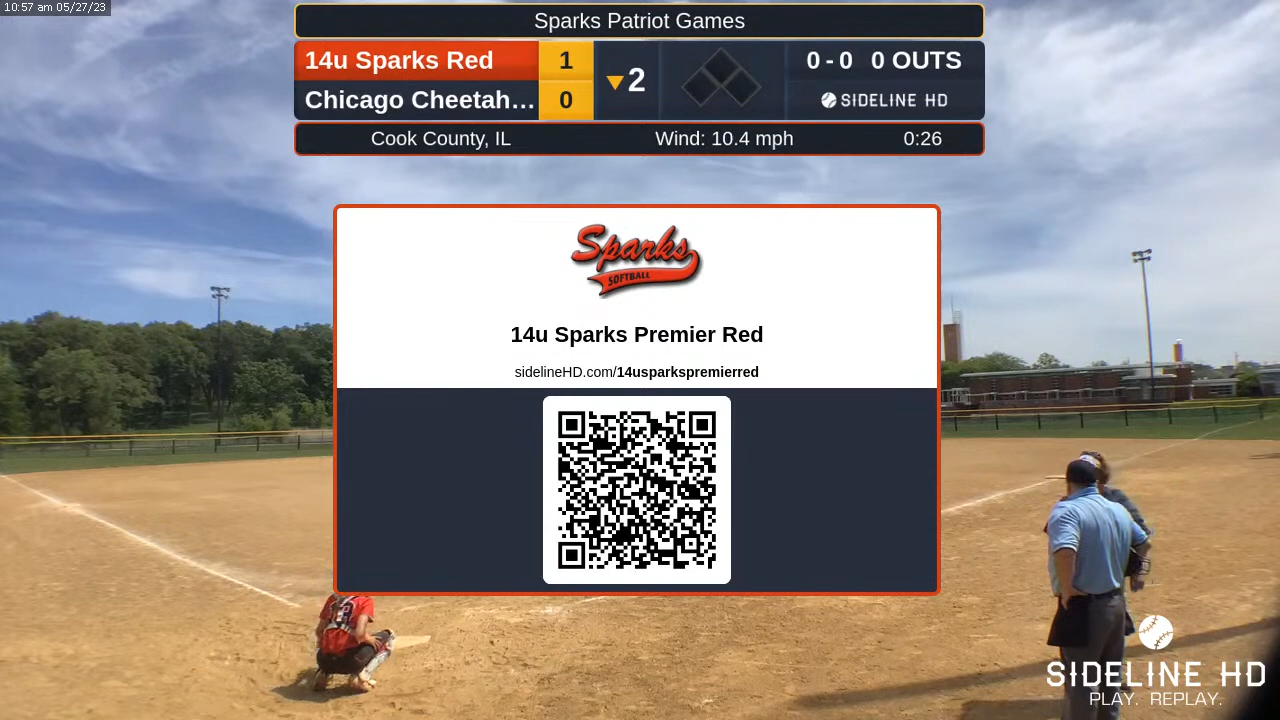 10:57 am 05/27/23
Sparks Patriot Games
14u Sparks Red 1
2
0 - 0 0 OUTS
Chicago Cheetah... 0
SIDELINE HD
Cook County, IL Wind: 10.4 mph 0:26
Sparks
SOFTBALL
14u Sparks Premier Red
sidelineHD.com/14usparkspremierred
SIDELINE HD
PLAY. REPLAY.